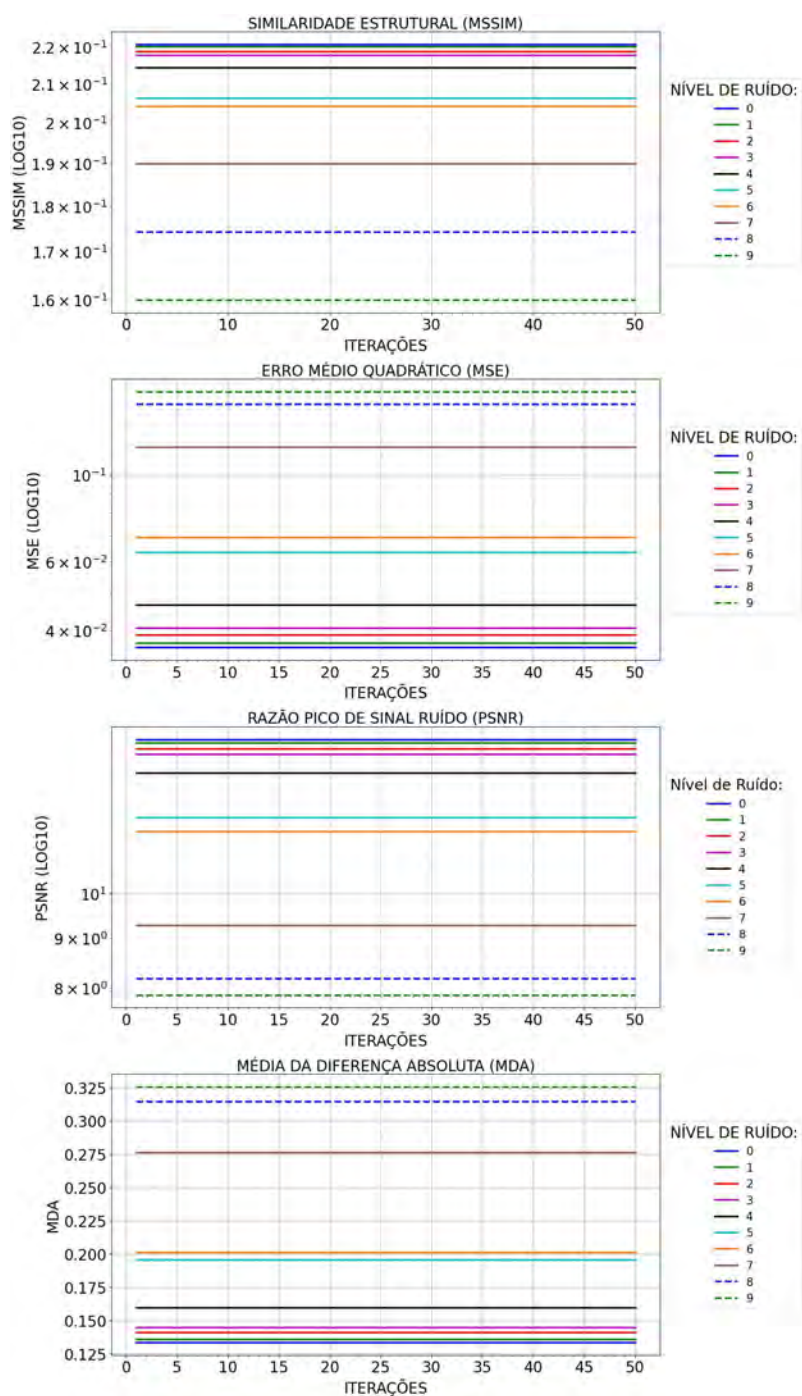 SIMILARIDADE ESTRUTURAL (MSSIM)
2.2 × 10⁻¹
2.1 × 10⁻¹
2 × 10⁻¹
1.9 × 10⁻¹
1.8 × 10⁻¹
1.7 × 10⁻¹
1.6 × 10⁻¹
MSSIM (LOG10)
0 10 20 30 40 50
ITERAÇÕES
NÍVEL DE RUÍDO:
0
1
2
3
4
5
6
7
8
9
ERRO MÉDIO QUADRÁTICO (MSE)
10⁻¹
6 × 10⁻²
4 × 10⁻²
MSE (LOG10)
0 5 10 15 20 25 30 35 40 45 50
ITERAÇÕES
NÍVEL DE RUÍDO:
0
1
2
3
4
5
6
7
8
9
RAZÃO PICO DE SINAL RUÍDO (PSNR)
10¹
9 × 10⁰
8 × 10⁰
PSNR (LOG10)
0 5 10 15 20 25 30 35 40 45 50
ITERAÇÕES
Nível de Ruído:
0
1
2
3
4
5
6
7
8
9
MÉDIA DA DIFERENÇA ABSOLUTA (MDA)
0.325
0.300
0.275
0.250
0.225
0.200
0.175
0.150
0.125
MDA
0 5 10 15 20 25 30 35 40 45 50
ITERAÇÕES
NÍVEL DE RUÍDO:
0
1
2
3
4
5
6
7
8
9